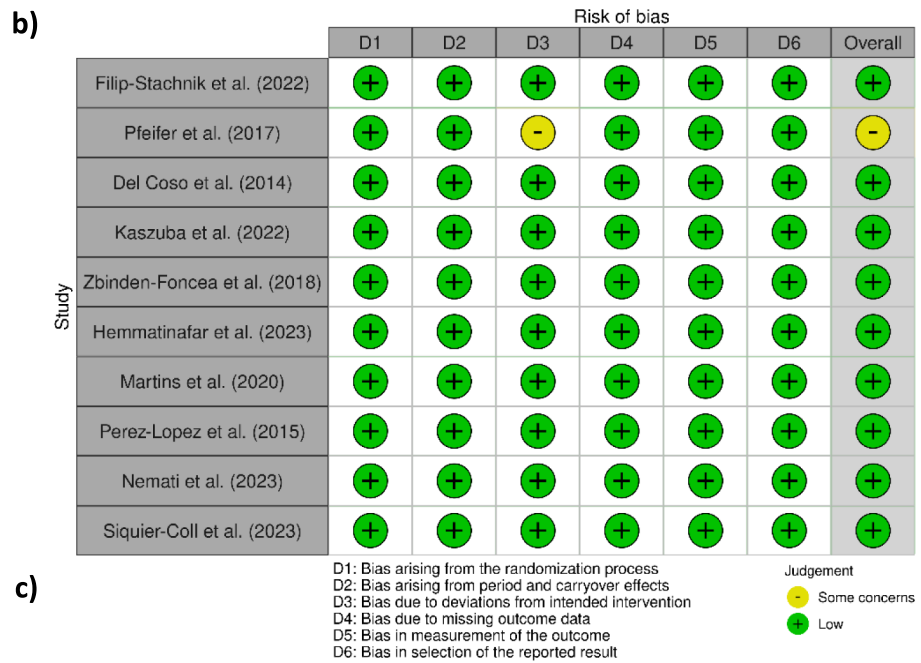 b)
Risk of bias
D1 D2 D3 D4 D5 D6 Overall
Filip-Stachnik et al. (2022) + + + + + + +
Pfeifer et al. (2017) + + - + + + -
Del Coso et al. (2014) + + + + + + +
Kaszuba et al. (2022) + + + + + + +
Zbinden-Foncea et al. (2018) + + + + + + +
Hemmatinafar et al. (2023) + + + + + + +
Martins et al. (2020) + + + + + + +
Perez-Lopez et al. (2015) + + + + + + +
Nemati et al. (2023) + + + + + + +
Siquier-Coll et al. (2023) + + + + + + +
Study
c)
D1: Bias arising from the randomization process
D2: Bias arising from period and carryover effects
D3: Bias due to deviations from intended intervention
D4: Bias due to missing outcome data
D5: Bias in measurement of the outcome
D6: Bias in selection of the reported result
Judgement
- Some concerns
+ Low